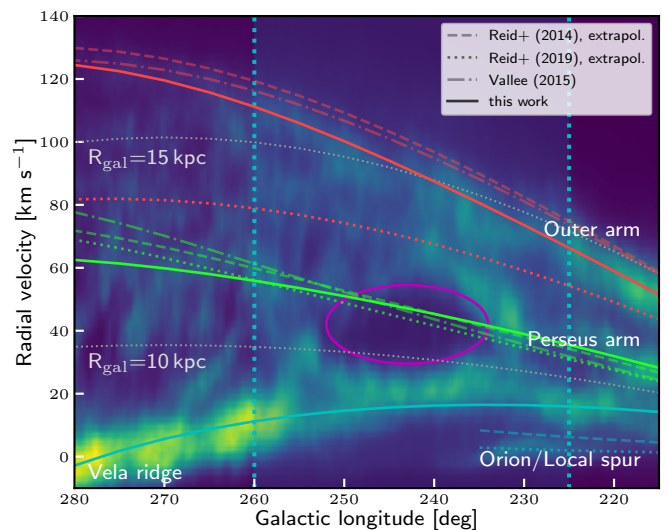 140
120
100
80
60
40
20
0
Radial velocity [km s⁻¹]
Reid+ (2014), extrapol.
Reid+ (2019), extrapol.
Vallee (2015)
this work
R_gal=15 kpc
Outer arm
Perseus arm
R_gal=10 kpc
Vela ridge
Orion/Local spur
280 270 260 250 240 230 220
Galactic longitude [deg]